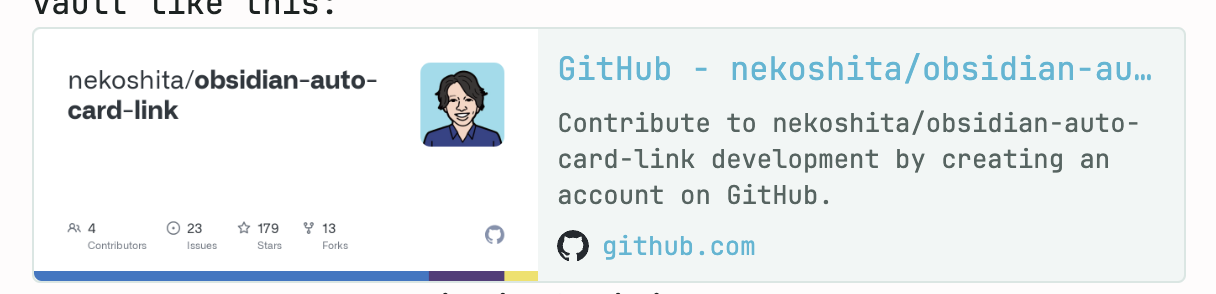 vault like this:
nekoshita/obsidian-auto-
card-link
4
Contributors
23
Issues
179
Stars
13
Forks
GitHub - nekoshita/obsidian-au…
Contribute to nekoshita/obsidian-auto-
card-link development by creating an
account on GitHub.
github.com